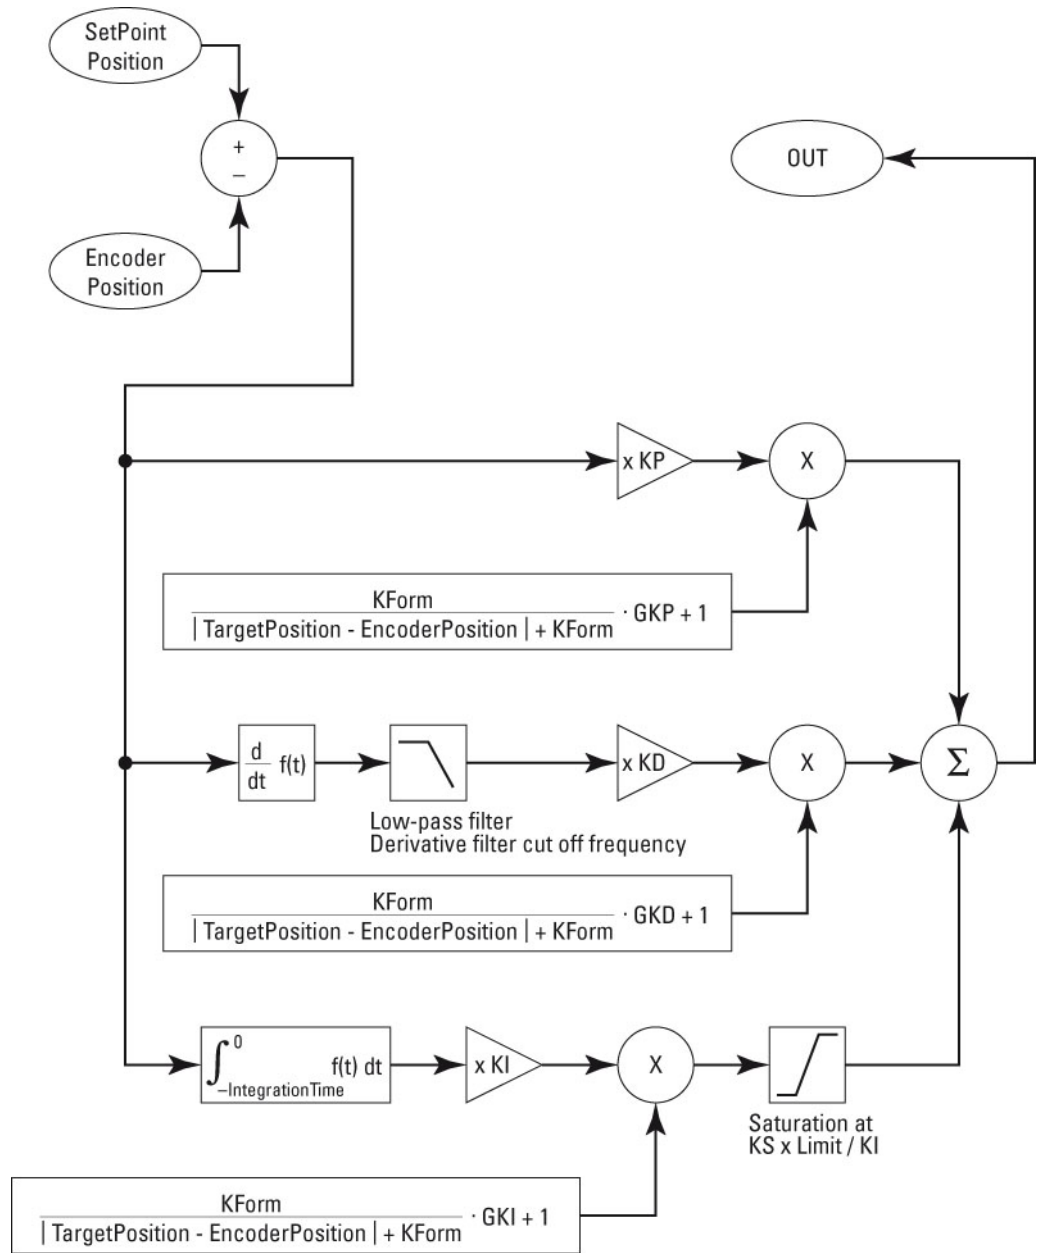 SetPoint
Position
+
–
OUT
Encoder
Position
x KP
X
KForm
| TargetPosition - EncoderPosition | + KForm
· GKP + 1
d
dt
f(t)
x KD
X
Σ
Low-pass filter
Derivative filter cut off frequency
KForm
| TargetPosition - EncoderPosition | + KForm
· GKD + 1
∫
0
–IntegrationTime
f(t) dt
x KI
X
Saturation at
KS x Limit / KI
KForm
| TargetPosition - EncoderPosition | + KForm
· GKI + 1